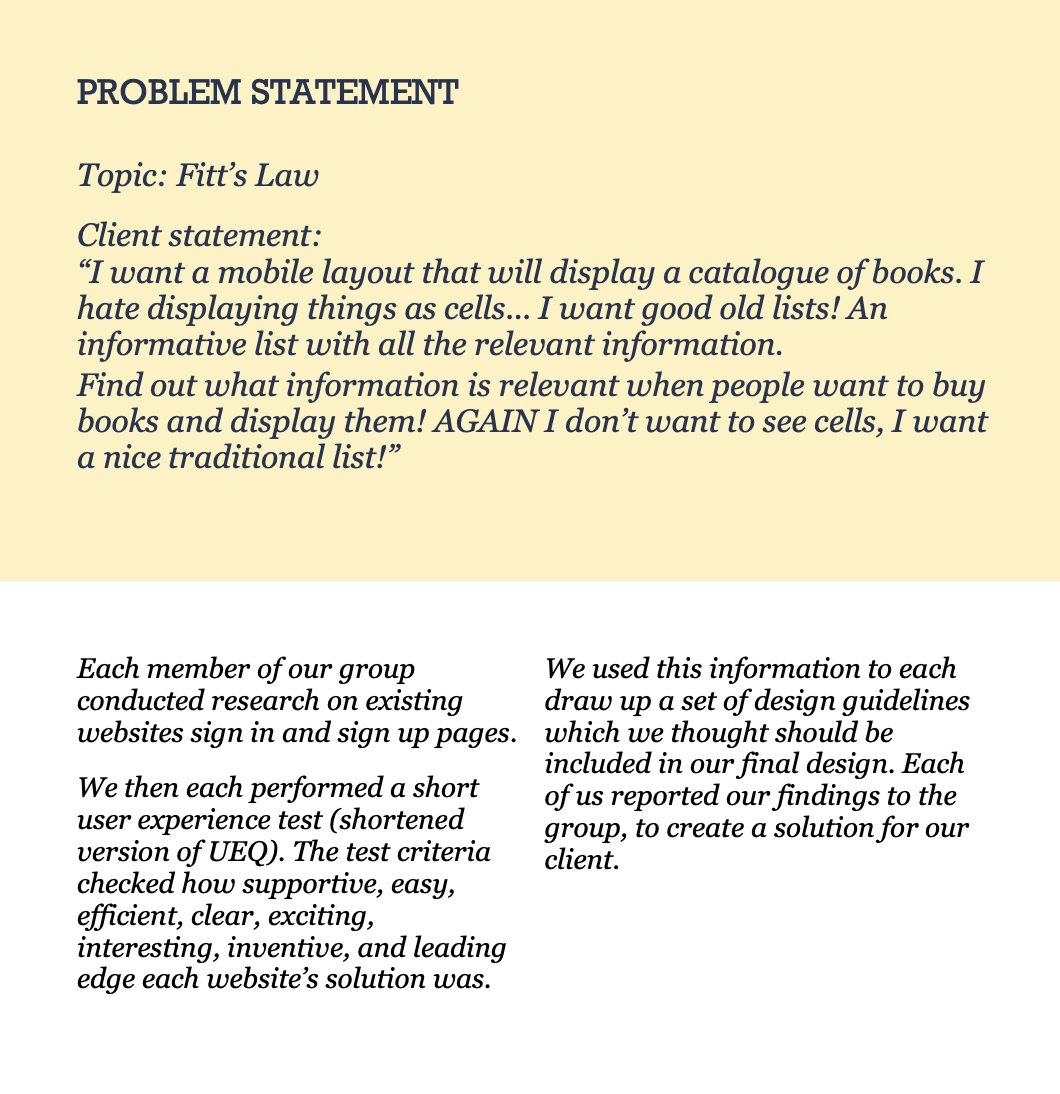 PROBLEM STATEMENT
Topic: Fitt’s Law
Client statement:
“I want a mobile layout that will display a catalogue of books. I
hate displaying things as cells... I want good old lists! An
informative list with all the relevant information.
Find out what information is relevant when people want to buy
books and display them! AGAIN I don’t want to see cells, I want
a nice traditional list!”
Each member of our group
conducted research on existing
websites sign in and sign up pages.
We then each performed a short
user experience test (shortened
version of UEQ). The test criteria
checked how supportive, easy,
efficient, clear, exciting,
interesting, inventive, and leading
edge each website’s solution was.
We used this information to each
draw up a set of design guidelines
which we thought should be
included in our final design. Each
of us reported our findings to the
group, to create a solution for our
client.